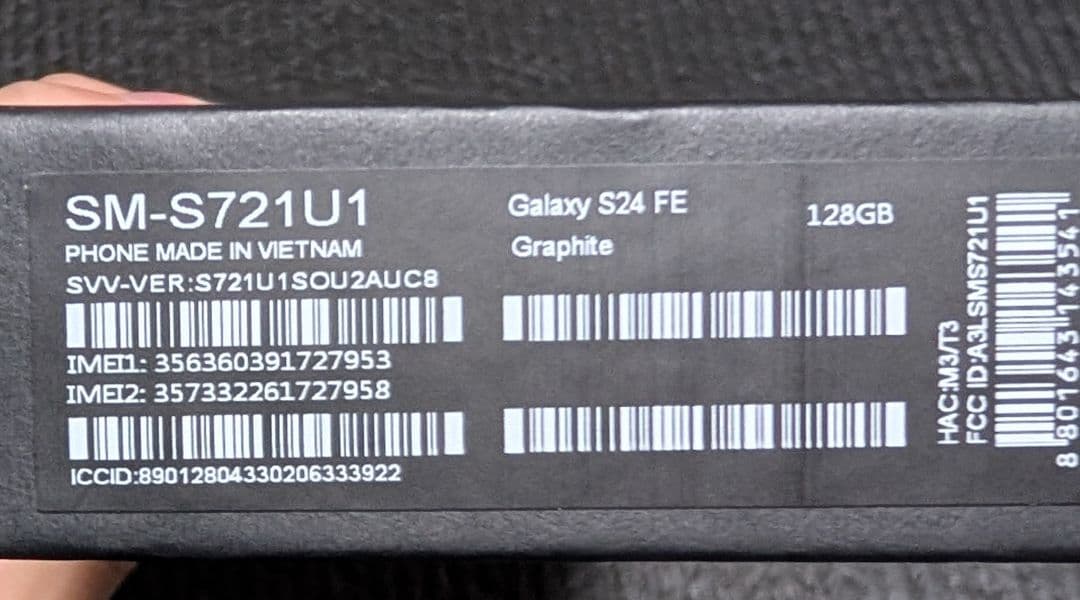 SM-S721U1
PHONE MADE IN VIETNAM
SVV-VER:S721U1SOU2AUC8
IMEI1: 356360391727953
IMEI2: 357332261727958
ICCID:89012804330206333922
Galaxy S24 FE
Graphite
128GB
HAC:M3/T3
FCC ID:A3LSMS721U1
8 801643 143541